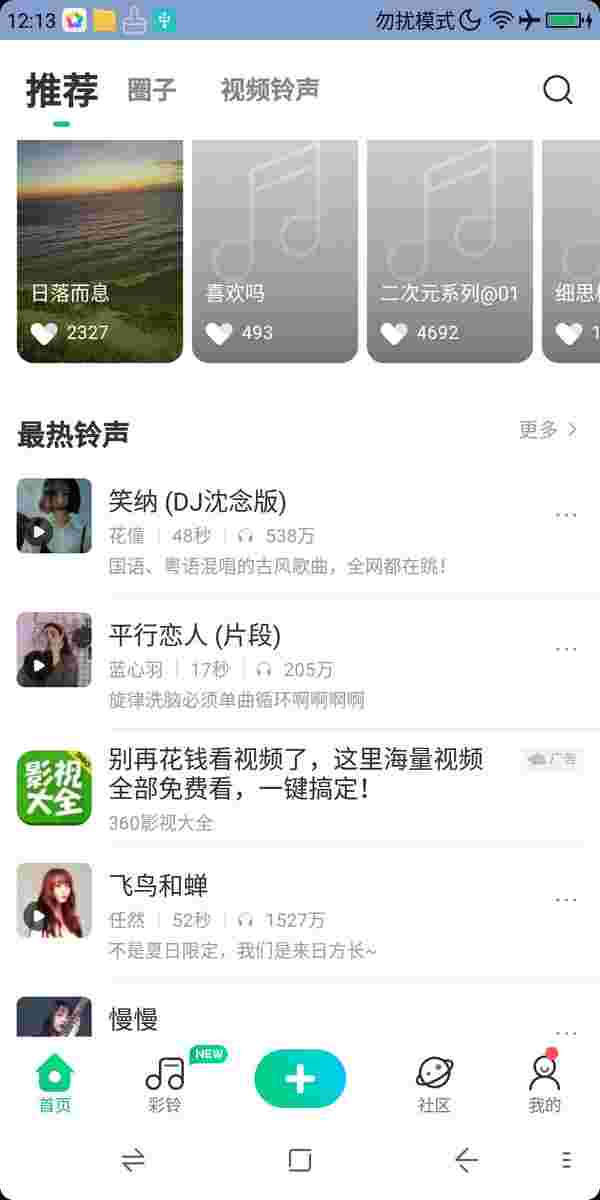 12:13
勿扰模式
推荐
圈子
视频铃声
日落而息
喜欢吗
二次元系列@01
细思
2327
493
4692
1
最热铃声
更多
笑纳 (DJ沈念版)
花僮 48秒 538万
国语、粤语混唱的古风歌曲，全网都在跳！
平行恋人 (片段)
蓝心羽 17秒 205万
旋律洗脑必须单曲循环啊啊啊啊
影视
大全
别再花钱看视频了，这里海量视频
全部免费看，一键搞定！
广告
360影视大全
飞鸟和蝉
任然 52秒 1527万
不是夏日限定，我们是来日方长~
慢慢
NEW
首页
彩铃
社区
我的